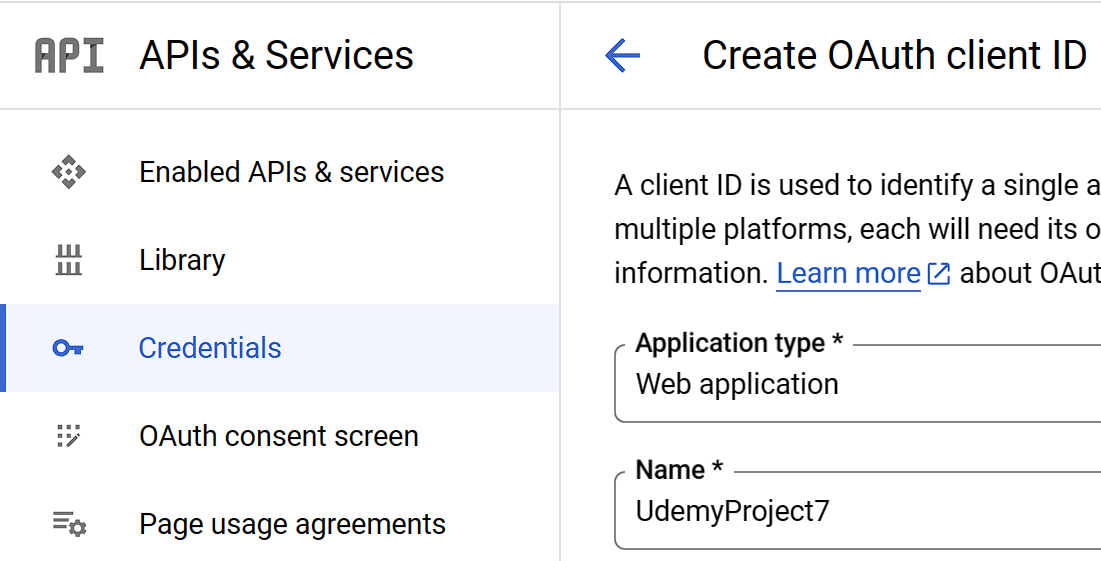 API APIs & Services
Enabled APIs & services
Library
Credentials
OAuth consent screen
Page usage agreements
Create OAuth client ID
A client ID is used to identify a single a
multiple platforms, each will need its o
information. Learn more about OAut
Application type *
Web application
Name *
UdemyProject7